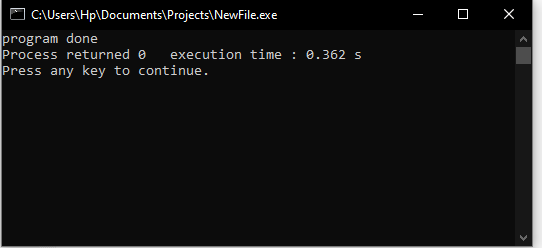 C:\Users\Hp\Documents\Projects\NewFile.exe
program done
Process returned 0   execution time : 0.362 s
Press any key to continue.